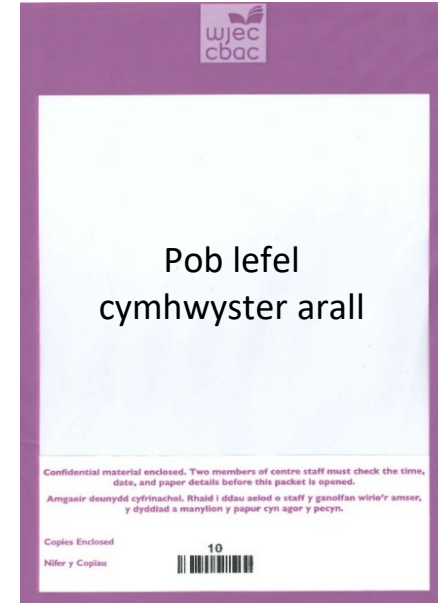 wjec
cbac
Pob lefel
cymhwyster arall
Confidential material enclosed. Two members of centre staff must check the time,
date, and paper details before this packet is opened.
Amgaeir deunydd cyfrinachol. Rhaid i ddau aelod o staff y ganolfan wirio'r amser,
y dyddiad a manylion y papur cyn agor y pecyn.
Copies Enclosed
10
Nifer y Copïau